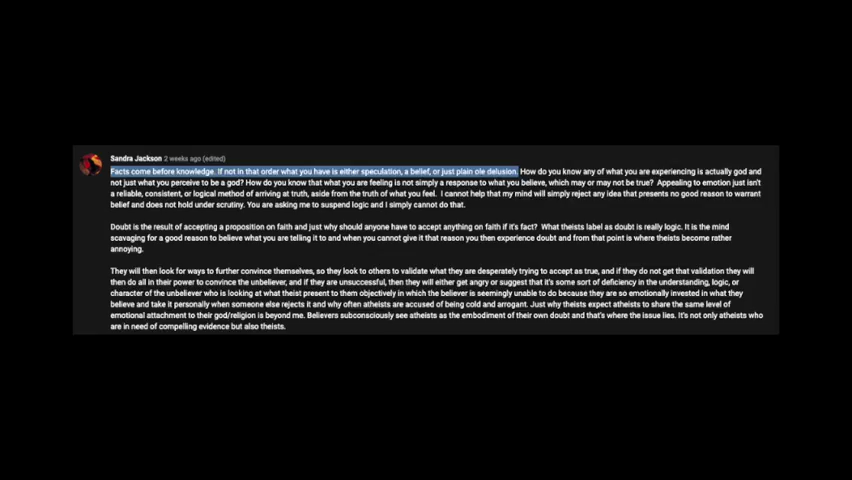 Sandra Jackson 2 weeks ago (edited)
Facts come before knowledge. If not in that order what you have is either speculation, a belief, or just plain ole delusion. How do you know any of what you are experiencing is actually god and
not just what you perceive to be a god? How do you know that what you are feeling is not simply a response to what you believe, which may or may not be true? Appealing to emotion just isn't
a reliable, consistent, or logical method of arriving at truth, aside from the truth of what you feel. I cannot help that my mind will simply reject any idea that presents no good reason to warrant
belief and does not hold under scrutiny. You are asking me to suspend logic and I simply cannot do that.
Doubt is the result of accepting a proposition on faith and just why should anyone have to accept anything on faith if it's fact? What theists label as doubt is really logic. It is the mind
scavaging for a good reason to believe what you are telling it to and when you cannot give it that reason you then experience doubt and from that point is where theists become rather
annoying.
They will then look for ways to further convince themselves, so they look to others to validate what they are desperately trying to accept as true, and if they do not get that validation they will
then do all in their power to convince the unbeliever, and if they are unsuccessful, then they will either get angry or suggest that it's some sort of deficiency in the understanding, logic, or
character of the unbeliever who is looking at what theist present to them objectively in which the believer is seemingly unable to do because they are so emotionally invested in what they
believe and take it personally when someone else rejects it and why often atheists are accused of being cold and arrogant. Just why theists expect atheists to share the same level of
emotional attachment to their god/religion is beyond me. Believers subconsciously see atheists as the embodiment of their own doubt and that's where the issue lies. It's not only atheists who
are in need of compelling evidence but also theists.